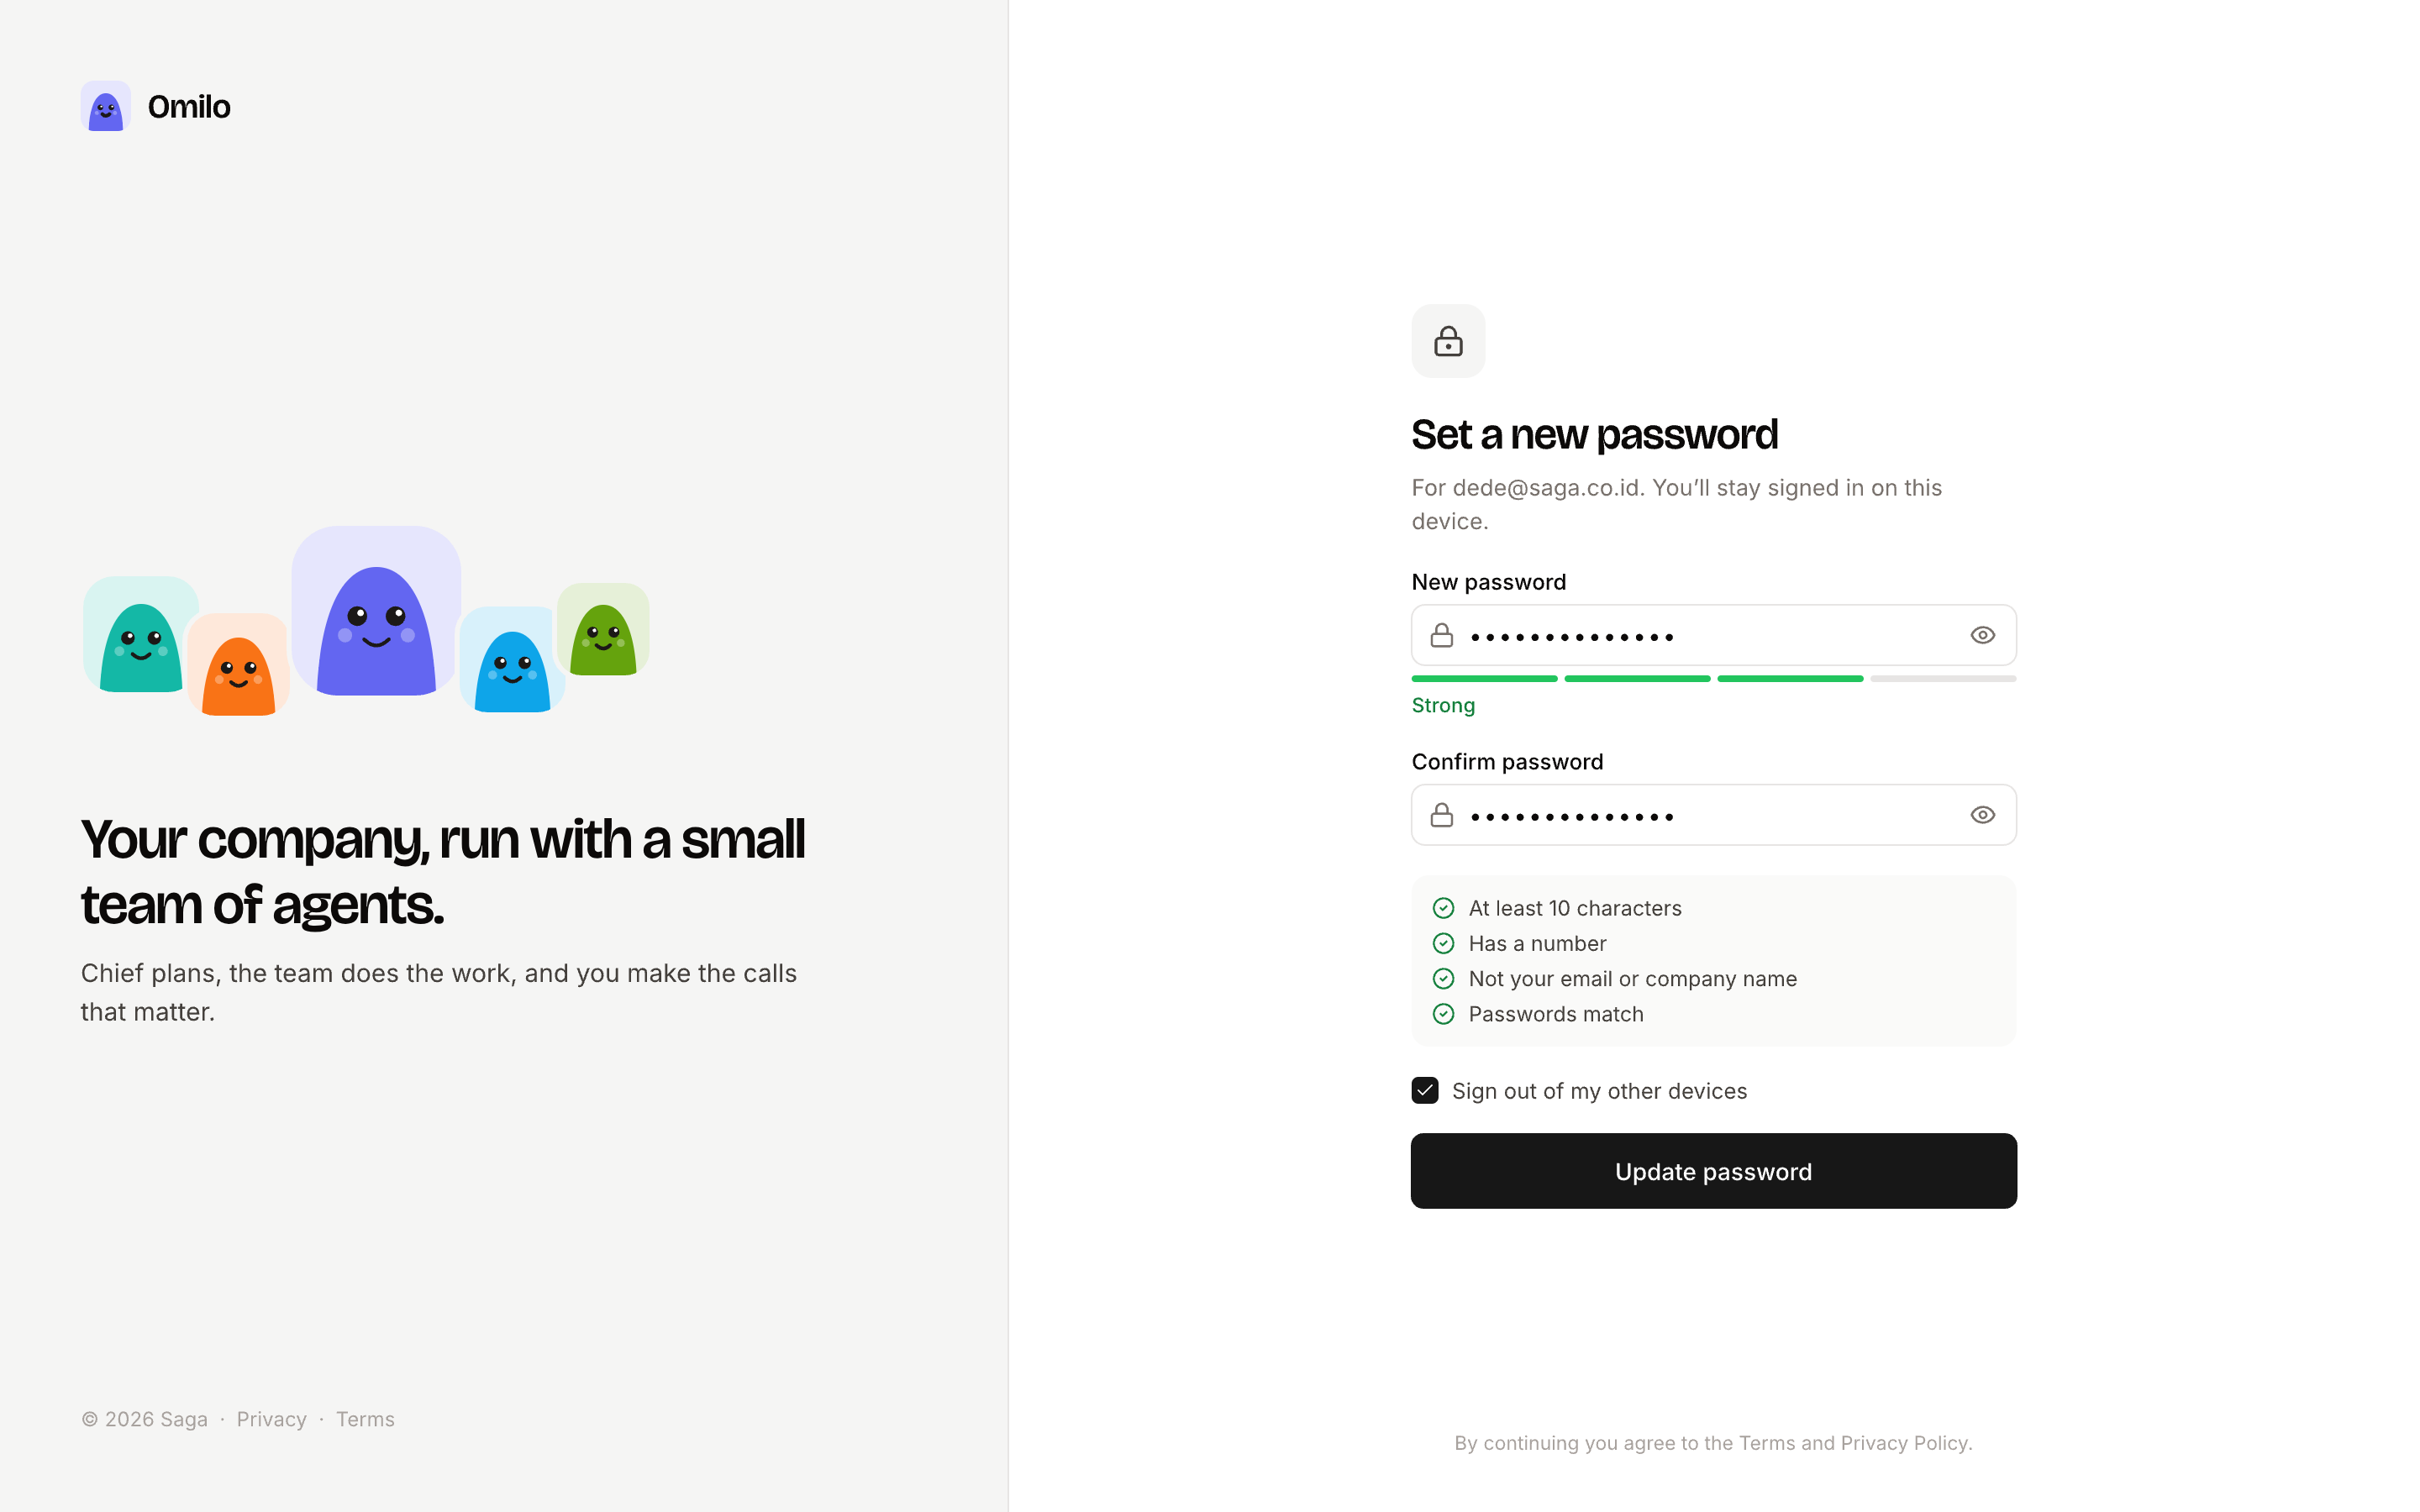 Omilo
Your company, run with a small
team of agents.
Chief plans, the team does the work, and you make the calls
that matter.
© 2026 Saga · Privacy · Terms
Set a new password
For dede@saga.co.id. You’ll stay signed in on this
device.
New password
••••••••••••••
Strong
Confirm password
••••••••••••••
At least 10 characters
Has a number
Not your email or company name
Passwords match
Sign out of my other devices
Update password
By continuing you agree to the Terms and Privacy Policy.